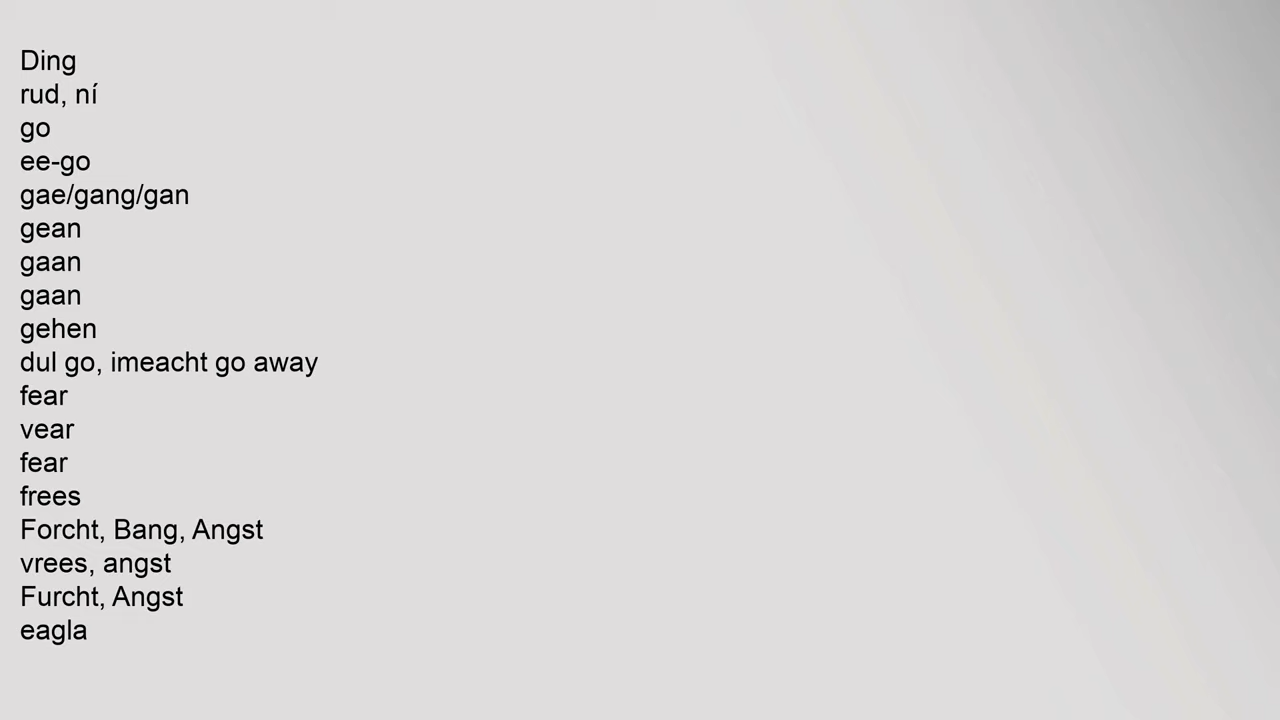 Ding
rud, ní
go
ee-go
gae/gang/gan
gean
gaan
gaan
gehen
dul go, imeacht go away
fear
vear
fear
frees
Forcht, Bang, Angst
vrees, angst
Furcht, Angst
eagla